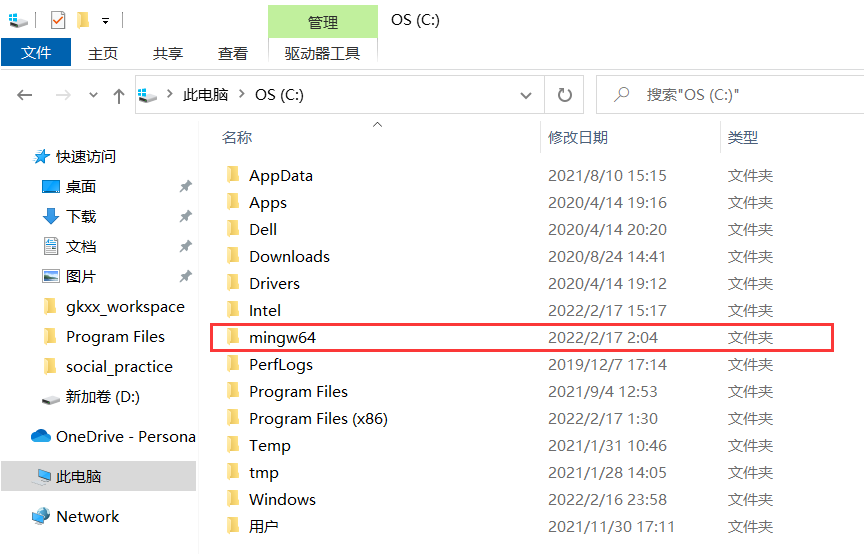 管理 OS (C:)
文件 主页 共享 查看 驱动器工具
此电脑 OS (C:) 搜索"OS (C:)"
名称 修改日期 类型
快速访问
桌面
下载
文档
图片
gkxx_workspace
Program Files
social_practice
新加卷 (D:)
OneDrive - Persona
此电脑
Network
AppData 2021/8/10 15:15 文件夹
Apps 2020/4/14 19:16 文件夹
Dell 2020/4/14 20:20 文件夹
Downloads 2020/8/24 14:41 文件夹
Drivers 2020/4/14 19:12 文件夹
Intel 2022/2/17 15:17 文件夹
mingw64 2022/2/17 2:04 文件夹
PerfLogs 2019/12/7 17:14 文件夹
Program Files 2021/9/4 12:53 文件夹
Program Files (x86) 2022/2/17 1:30 文件夹
Temp 2021/1/31 10:46 文件夹
tmp 2021/1/28 14:05 文件夹
Windows 2022/2/16 23:58 文件夹
用户 2021/11/30 17:11 文件夹